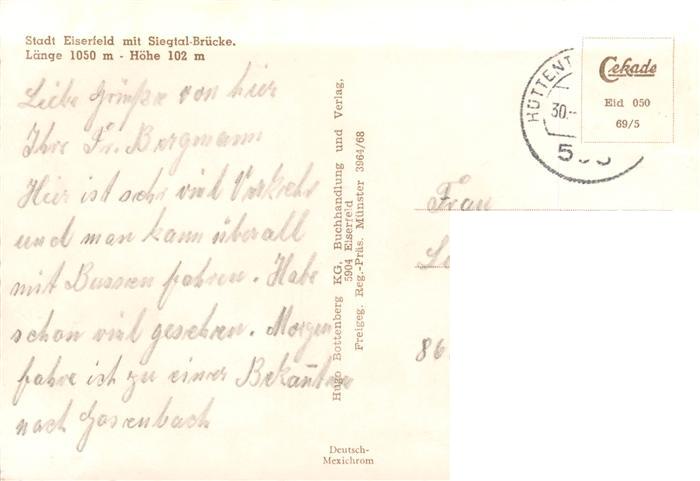 Stadt Eiserfeld mit Siegtal-Brücke.
Länge 1050 m - Höhe 102 m
Liebe Grüße von hier
Ihre Fr. Bergmann
Hier ist sehr viel Verkehr
und man kann überall
mit Bussen fahren. Habe
schon viel gesehen. Morgen
fahre ich zu einer Bekannten
nach Gosenbach
Hugo Bottenberg KG, Buchhandlung und Verlag,
5904 Eiserfeld
Freigeg. Reg.-Präs. Münster 3964/68
Deutsch-
Mexichrom
HÜTTENT
30.
Cekade
Eid 050
69/5
Frau
86